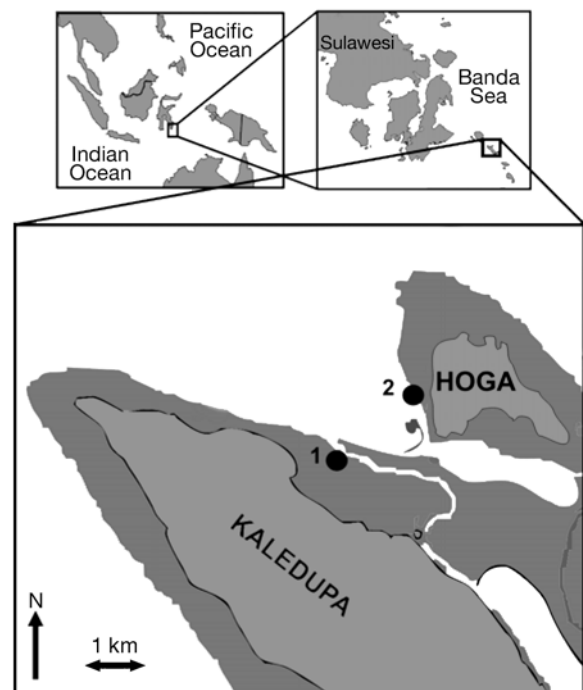 Pacific
Ocean
Indian
Ocean
Sulawesi
Banda
Sea
HOGA
2
1
KALEDUPA
N
1 km